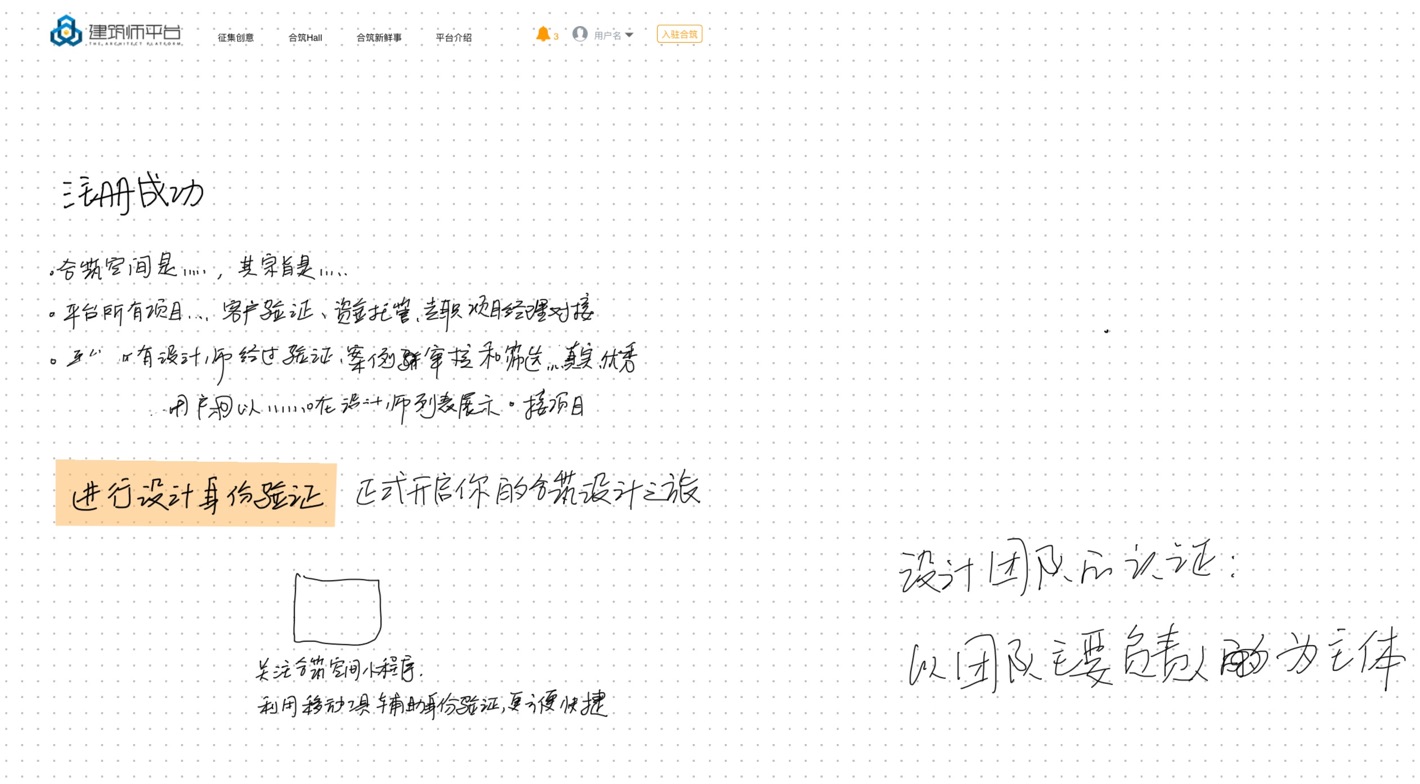 建筑师平台
THE ARCHITECT PLATFORM
征集创意 合筑Hall 合筑新鲜事 平台介绍 3 用户名 入驻合筑
注册成功
·合筑空间是......,其宗旨是.....
·平台所有项目... 客户验证、资金托管、专职项目经理对接
·所有设计师经过验证、案例审核和筛选...真实、优秀
用户可以.......在设计师列表展示。接项目
进行设计身份验证 正式开启你的合筑设计之旅
关注合筑空间小程序.
利用移动工具辅助身份验证,更方便快捷
设计团队的认证:
以团队主要负责人为主体